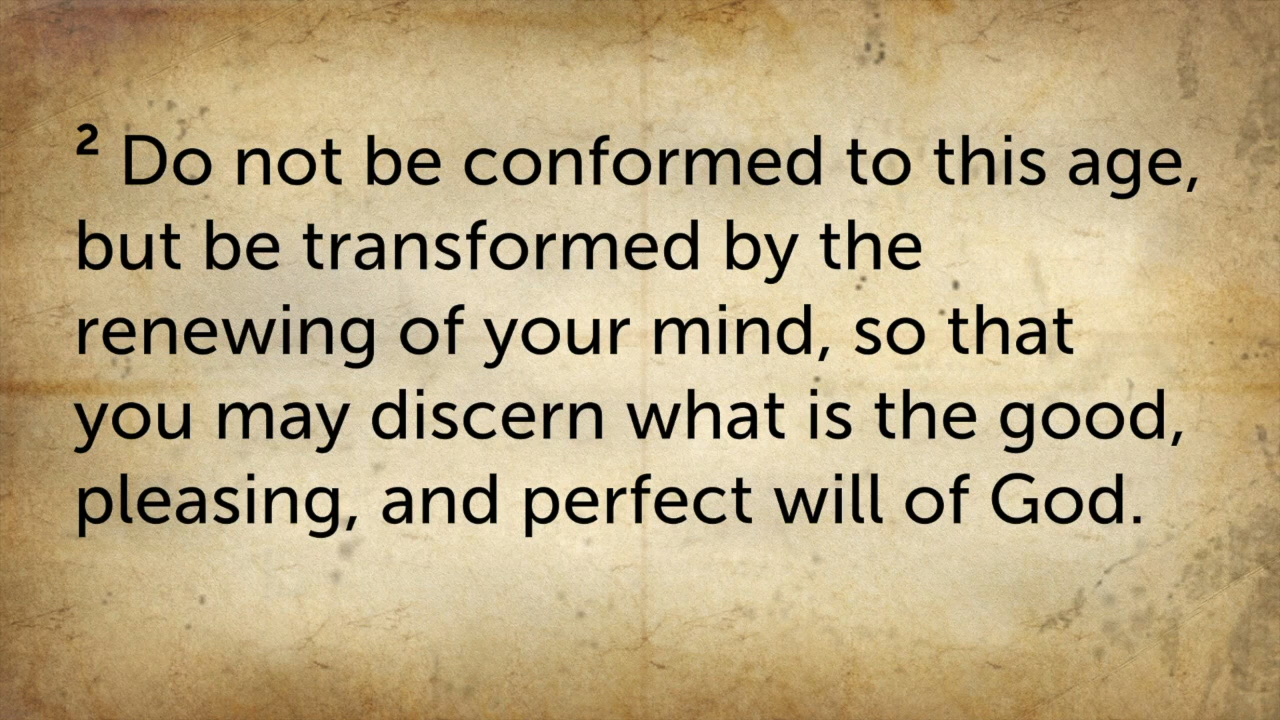 ² Do not be conformed to this age,
but be transformed by the
renewing of your mind, so that
you may discern what is the good,
pleasing, and perfect will of God.